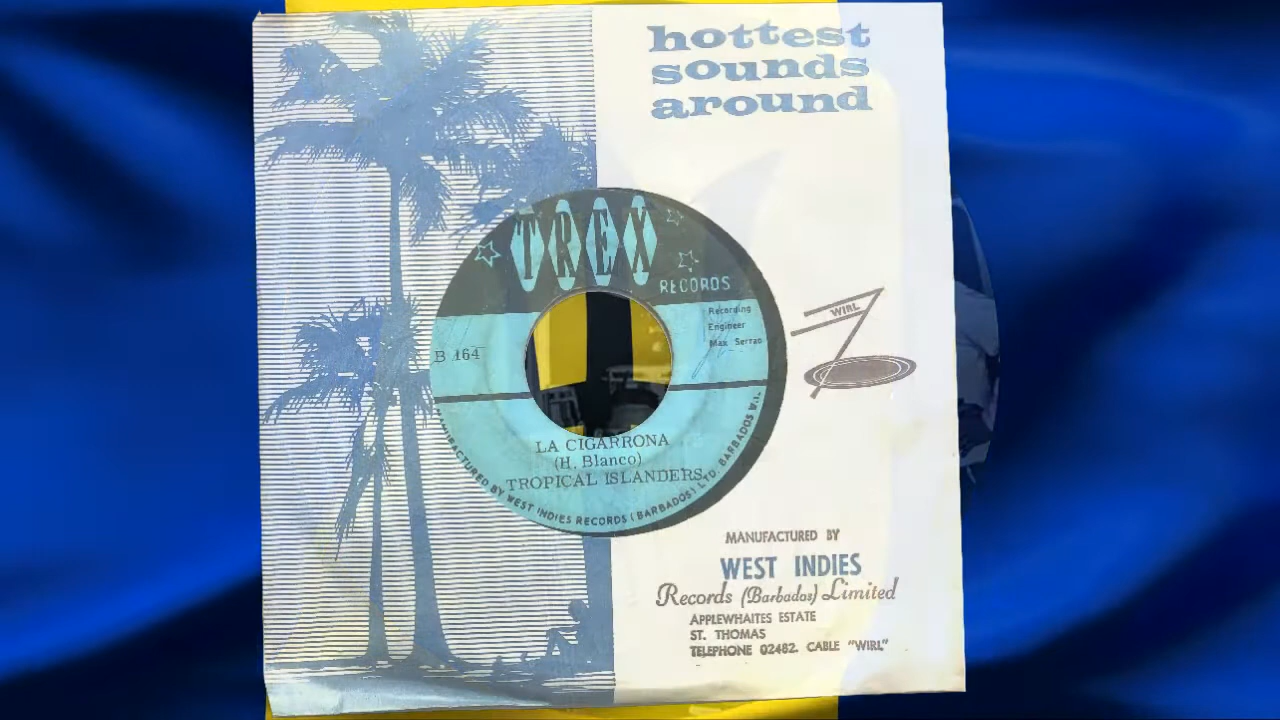 hottest
sounds
around
TREX
RECORDS
Recording
Engineer
Max Serrao
B 164
LA CIGARRONA
(H. Blanco)
TROPICAL ISLANDERS
MANUFACTURED BY WEST INDIES RECORDS (BARBADOS) LTD. BARBADOS W.I.
WIRL
MANUFACTURED BY
WEST INDIES
Records (Barbados) Limited
APPLEWHAITES ESTATE
ST. THOMAS
TELEPHONE 02482. CABLE "WIRL"